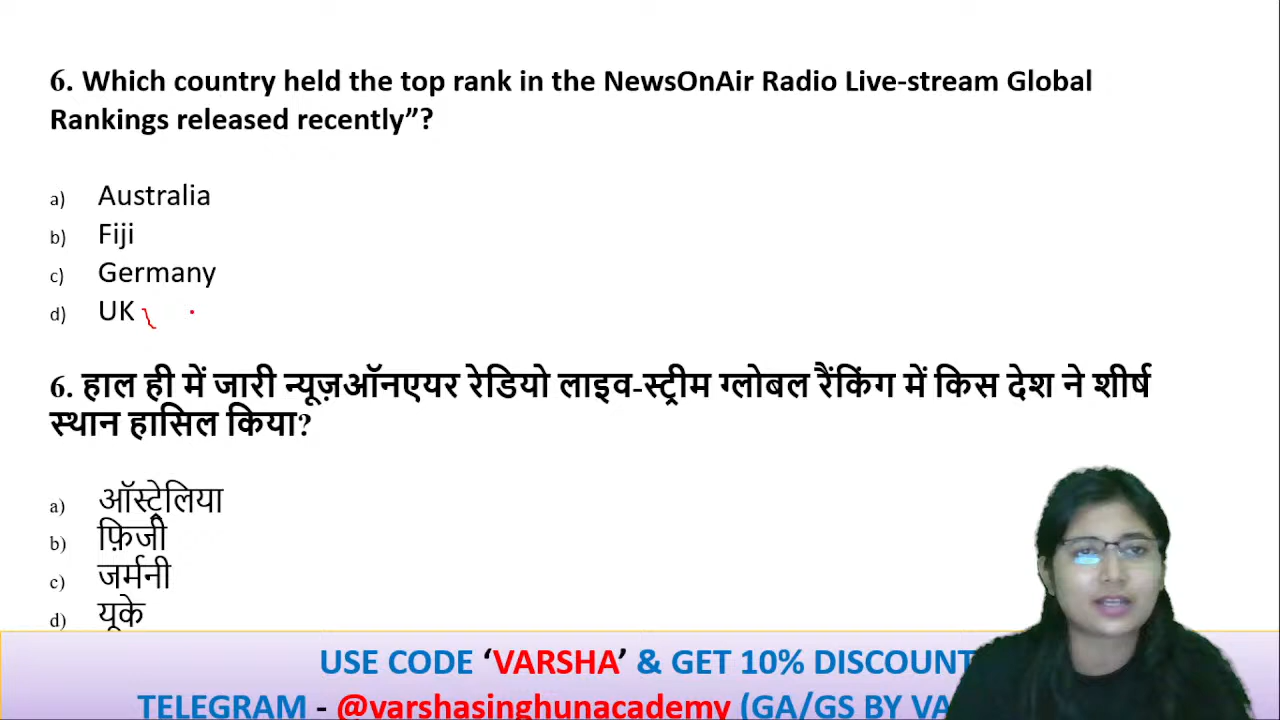 6. Which country held the top rank in the NewsOnAir Radio Live-stream Global
Rankings released recently”?
a) Australia
b) Fiji
c) Germany
d) UK
6. हाल ही में जारी न्यूज़ऑनएयर रेडियो लाइव-स्ट्रीम ग्लोबल रैंकिंग में किस देश ने शीर्ष
स्थान हासिल किया?
a) ऑस्ट्रेलिया
b) फ़िजी
c) जर्मनी
d) यूके
USE CODE ‘VARSHA’ & GET 10% DISCOUNT
TELEGRAM - @varshasinghunacademy (GA/GS BY VA